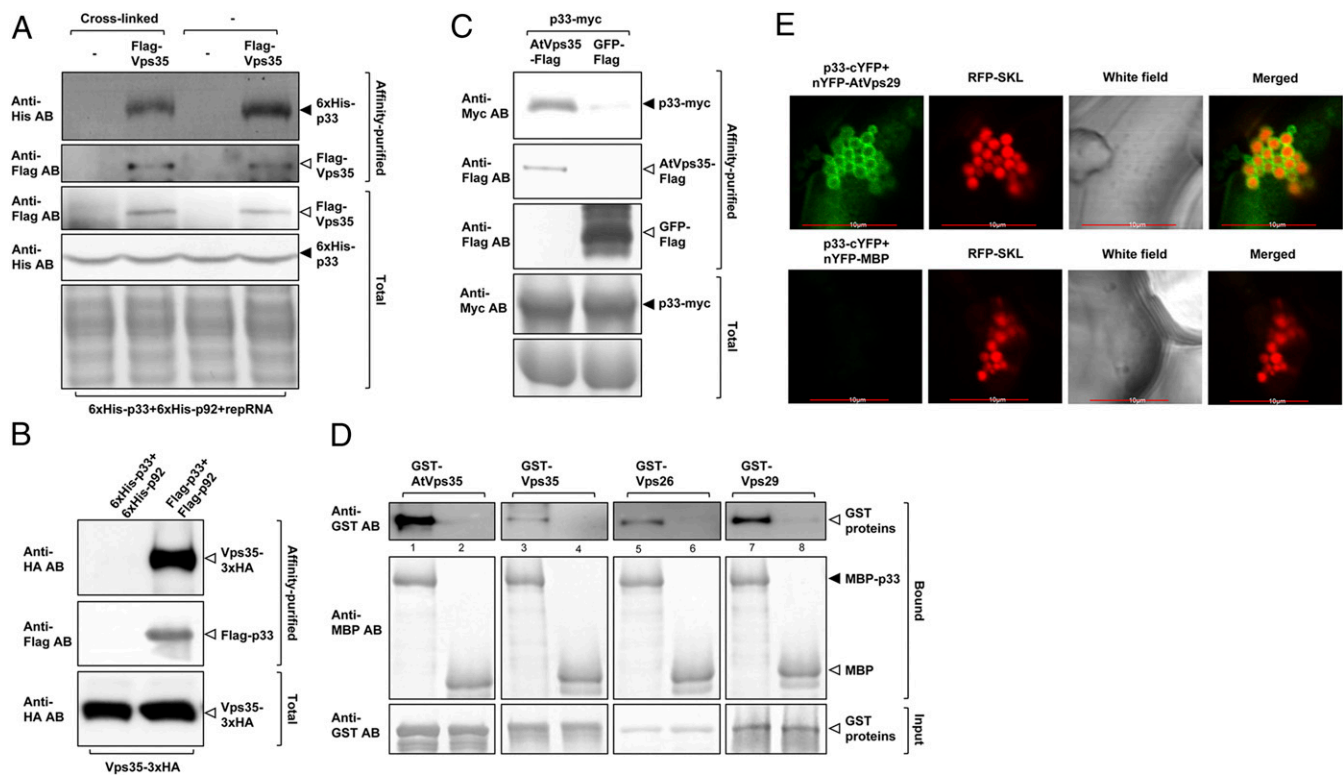 A
Cross-linked
-
-
Flag-
Vps35
-
Flag-
Vps35
Anti-
His AB
6xHis-
p33
Anti-
Flag AB
Flag-
Vps35
Affinity-purified
Anti-
Flag AB
Flag-
Vps35
Anti-
His AB
6xHis-
p33
Total
6xHis-p33+6xHis-p92+repRNA
B
6xHis-p33+
6xHis-p92
Flag-p33+
Flag-p92
Anti-
HA AB
Vps35-
3xHA
Anti-
Flag AB
Flag-p33
Affinity-purified
Anti-
HA AB
Vps35-
3xHA
Total
Vps35-3xHA
C
p33-myc
AtVps35
-Flag
GFP-
Flag
Anti-
Myc AB
p33-myc
Anti-
Flag AB
AtVps35-
Flag
Anti-
Flag AB
GFP-
Flag
Affinity-purified
Anti-
Myc AB
p33-myc
Total
D
GST-
AtVps35
GST-
Vps35
GST-
Vps26
GST-
Vps29
Anti-
GST AB
GST
proteins
1 2 3 4 5 6 7 8
Anti-
MBP AB
MBP-p33
MBP
Bound
Anti-
GST AB
GST
proteins
Input
E
p33-cYFP+
nYFP-AtVps29
RFP-SKL
White field
Merged
10µm
10µm
10µm
10µm
p33-cYFP+
nYFP-MBP
RFP-SKL
White field
Merged
10µm
10µm
10µm
10µm